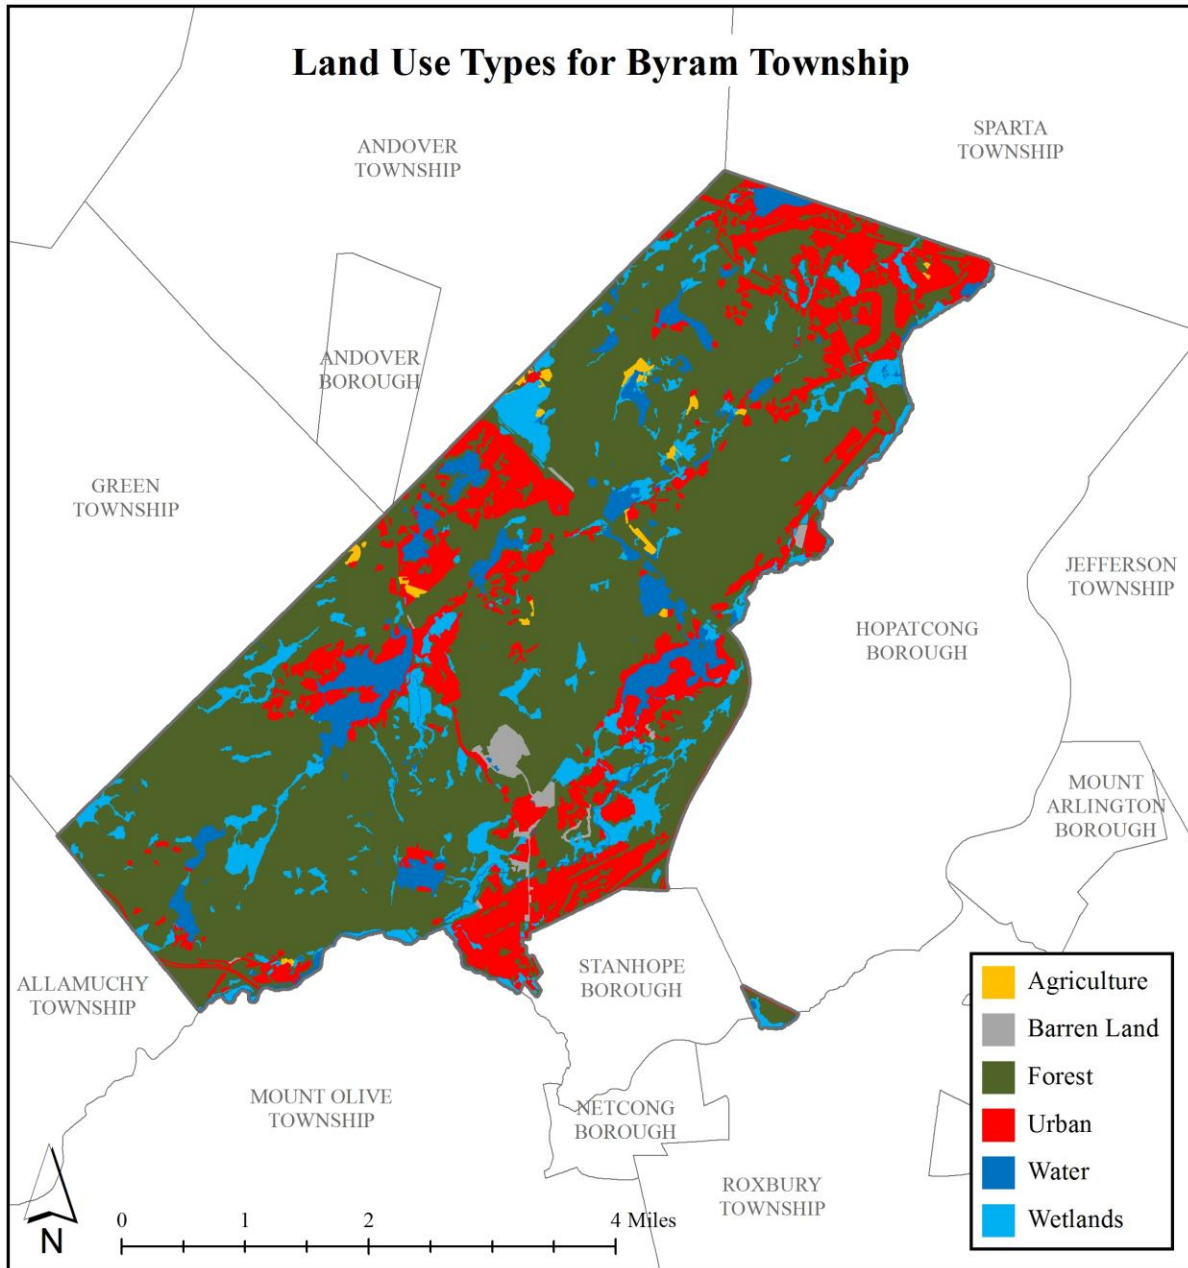 Land Use Types for Byram Township
SPARTA
TOWNSHIP
ANDOVER
TOWNSHIP
ANDOVER
BOROUGH
GREEN
TOWNSHIP
JEFFERSON
TOWNSHIP
HOPATCONG
BOROUGH
MOUNT
ARLINGTON
BOROUGH
ALLAMUCHY
TOWNSHIP
STANHOPE
BOROUGH
MOUNT OLIVE
TOWNSHIP
NETCONG
BOROUGH
ROXBURY
TOWNSHIP
Agriculture
Barren Land
Forest
Urban
Water
Wetlands
N
0 1 2 4 Miles